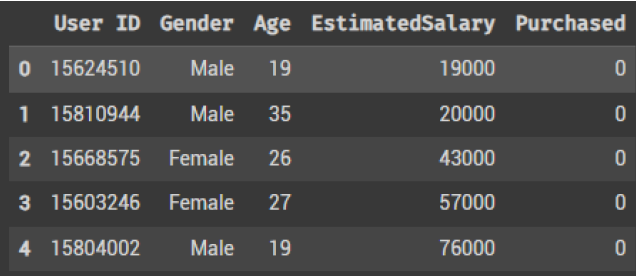 User ID Gender Age EstimatedSalary Purchased
0 15624510 Male 19 19000 0
1 15810944 Male 35 20000 0
2 15668575 Female 26 43000 0
3 15603246 Female 27 57000 0
4 15804002 Male 19 76000 0